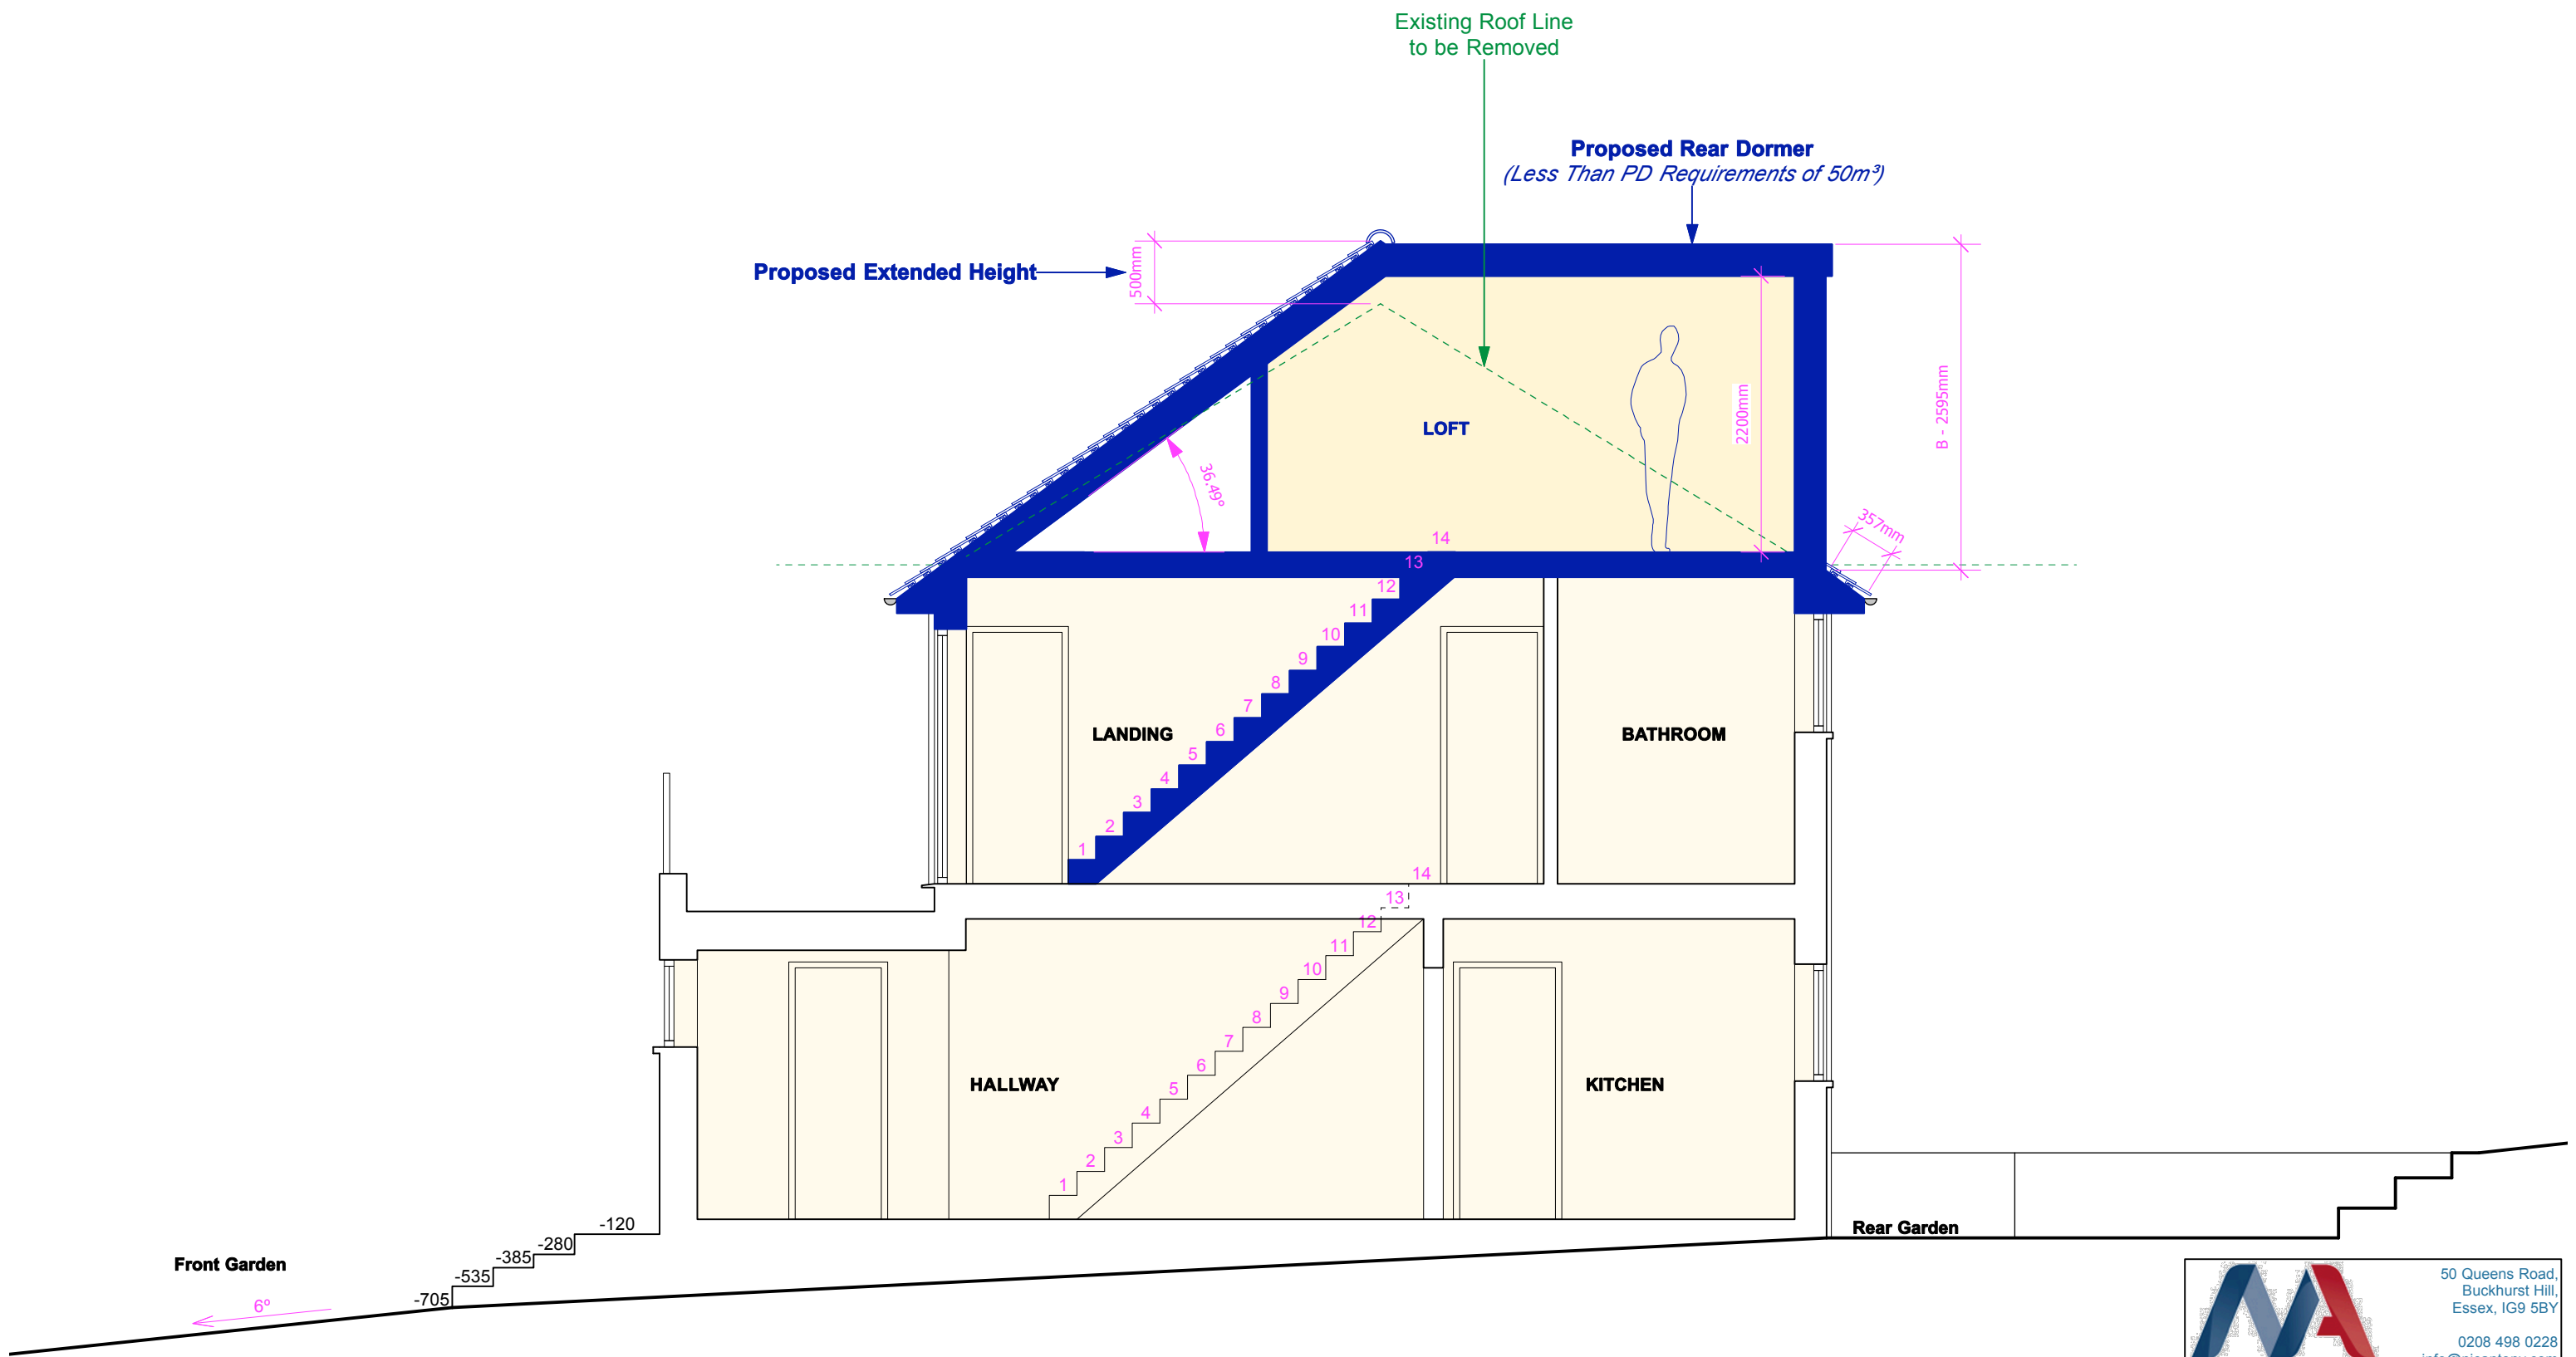 Existing Roof Line
to be Removed
Proposed Rear Dormer
(Less Than PD Requirements of 50m³)
Proposed Extended Height
500mm
2200mm
B - 2595mm
LOFT
36.49°
357mm
14
13
12
11
10
9
8
7
6
5
4
3
2
1
LANDING
BATHROOM
14
13
12
11
10
9
8
7
6
5
4
3
2
1
HALLWAY
KITCHEN
-120
-280
-385
-535
-705
Front Garden
6º
Rear Garden
50 Queens Road,
Buckhurst Hill,
Essex, IG9 5BY
0208 498 0228